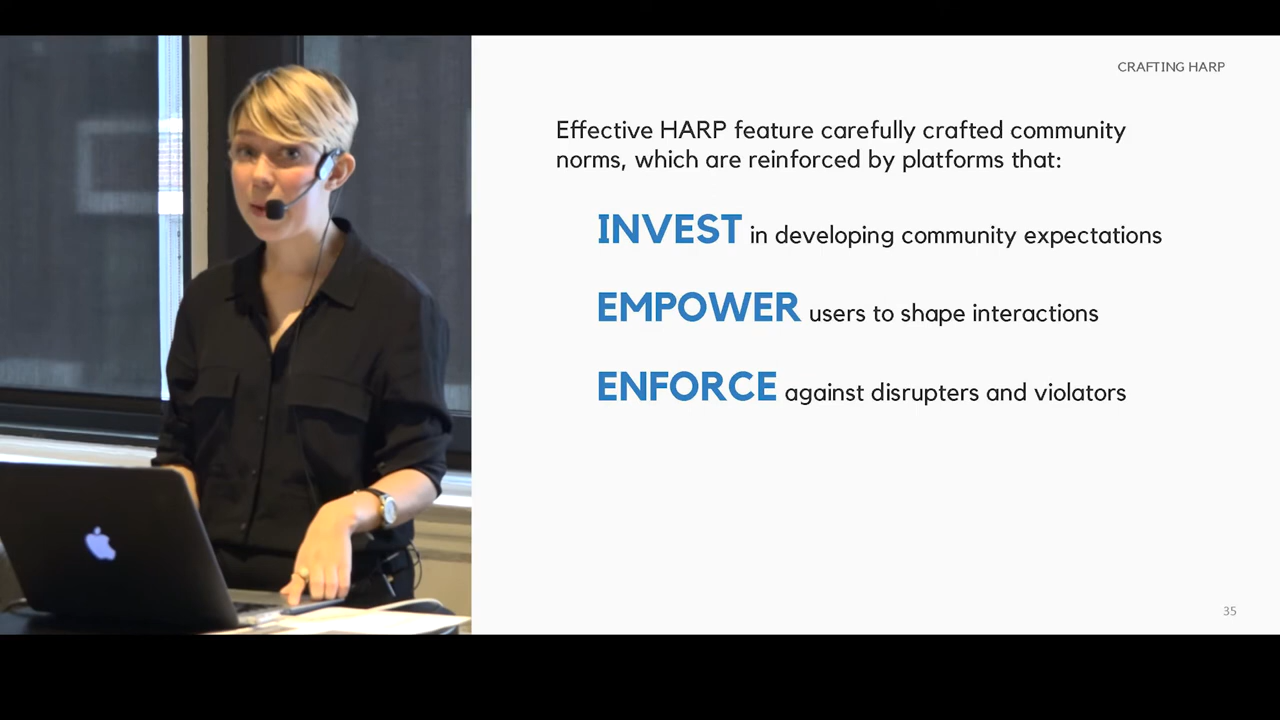 CRAFTING HARP
Effective HARP feature carefully crafted community
norms, which are reinforced by platforms that:
INVEST in developing community expectations
EMPOWER users to shape interactions
ENFORCE against disrupters and violators
35